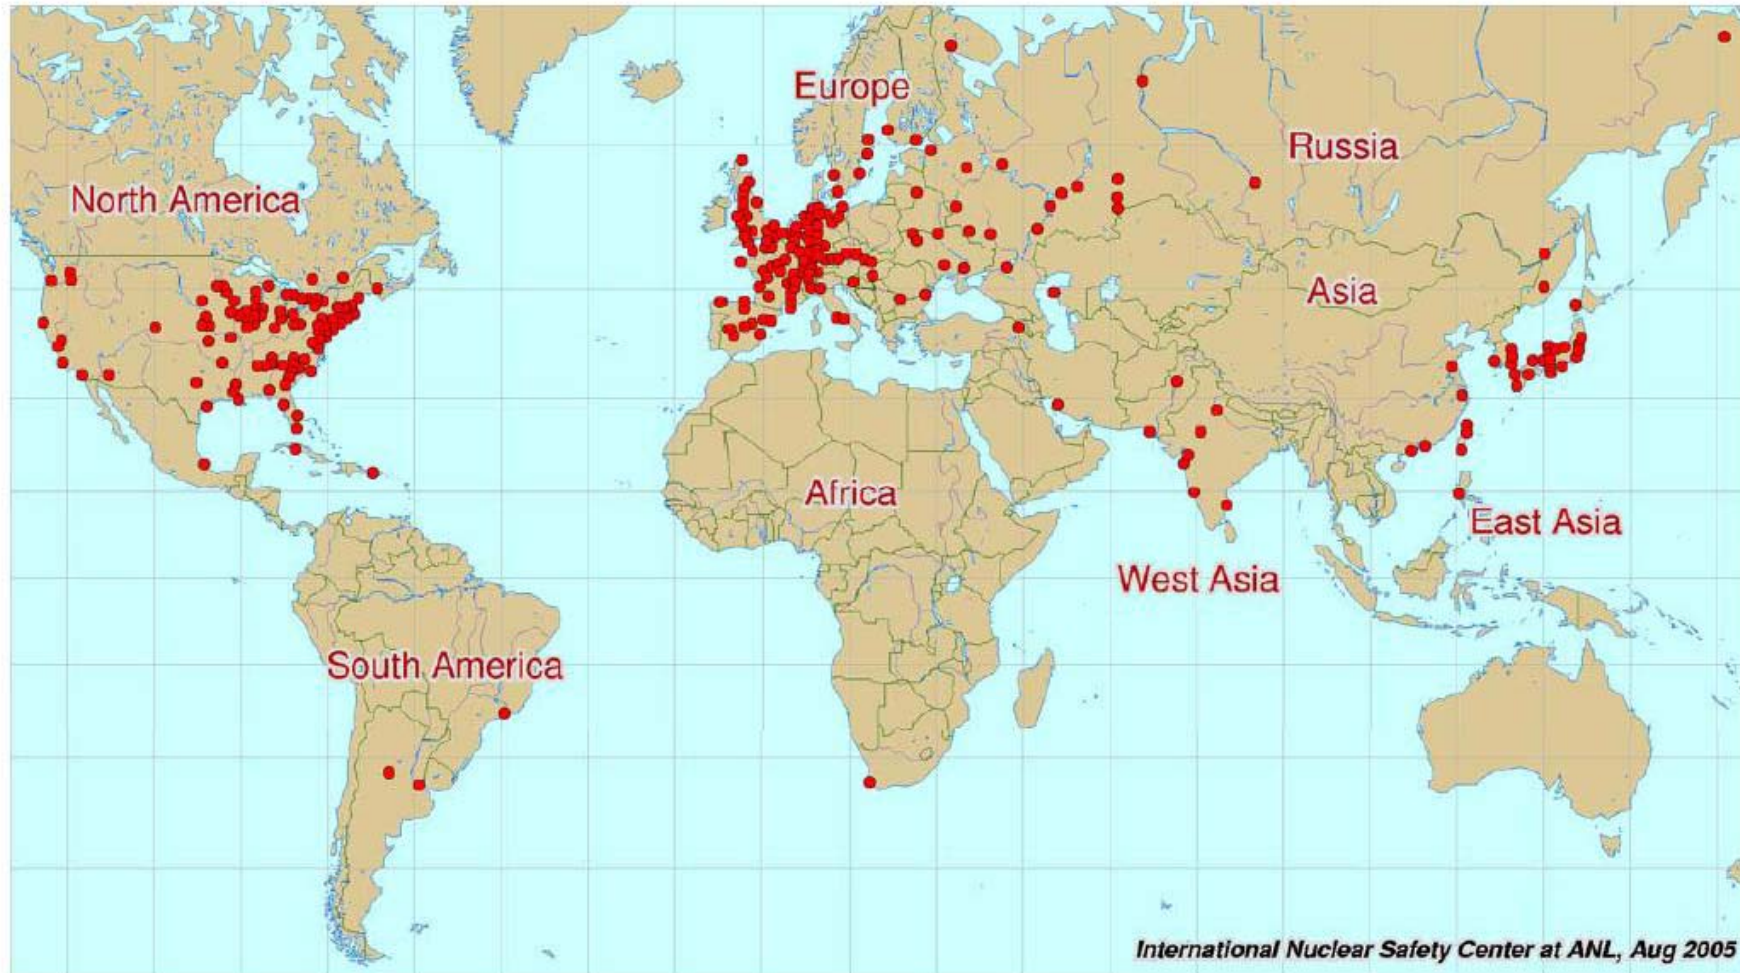 Europe
Russia
North America
Asia
Africa
East Asia
West Asia
South America
International Nuclear Safety Center at ANL, Aug 2005